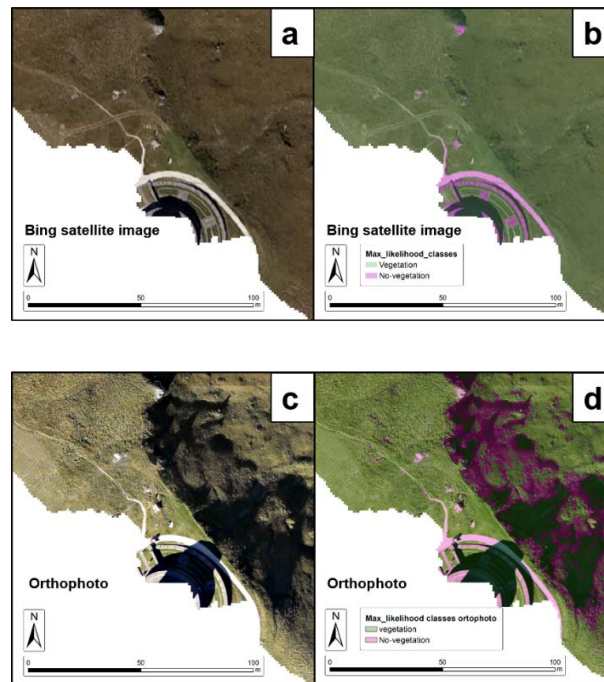 a
Bing satellite image
N
0 50 100
m
b
Bing satellite image
Max_likelihood_classes
Vegetation
No-vegetation
N
0 50 100
m
c
Orthophoto
N
0 50 100
m
d
Orthophoto
Max_likelihood classes ortophoto
vegetation
No-vegetation
N
0 50 100
m